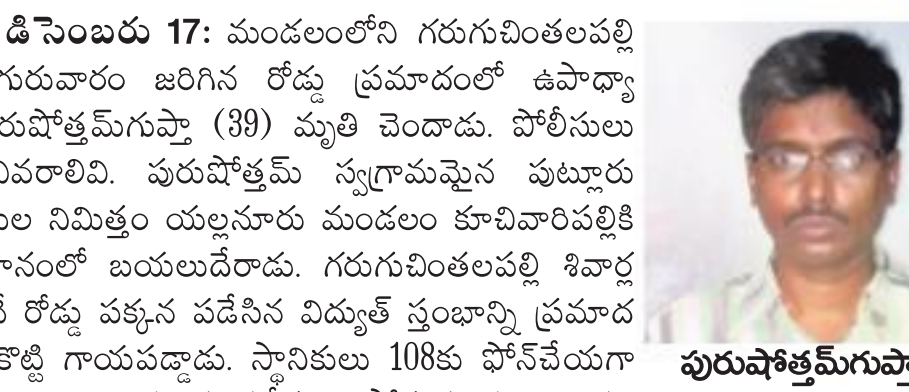 డిసెంబరు 17: మండలంలోని గరుగుచింతలపల్లి
గురువారం జరిగిన రోడ్డు ప్రమాదంలో ఉపాధ్యా
రుషోత్తమ్‌గుప్తా (39) మృతి చెందాడు. పోలీసులు
వివరాలివి. పురుషోత్తమ్ స్వగ్రామమైన పుట్లూరు
నిమిత్తం యల్లనూరు మండలం కూచివారిపల్లికి
బయలుదేరాడు. గరుగుచింతలపల్లి శివార్ల
రోడ్డు పక్కన పడేసిన విద్యుత్ స్తంభాన్ని ప్రమాద
కొట్టి గాయపడ్డాడు. స్థానికులు 108కు ఫోన్‌చేయగా
పురుషోత్తమ్‌గుప్తా